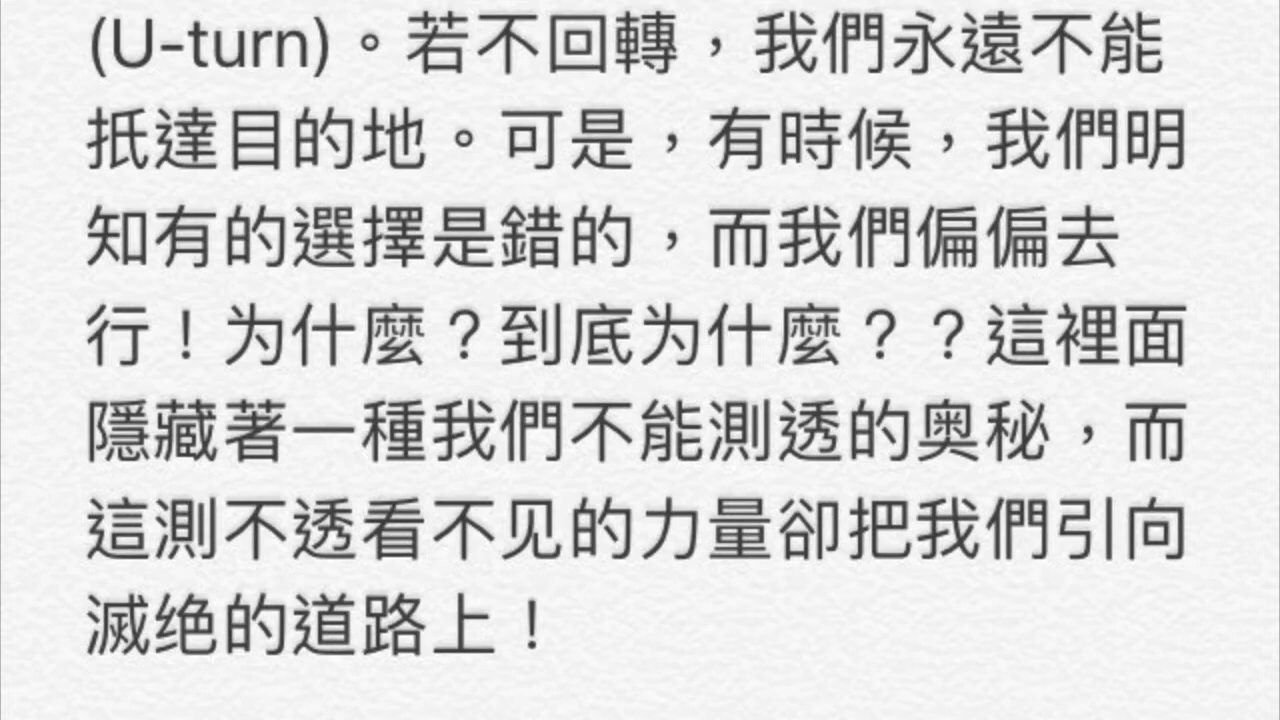 (U-turn)。若不回轉，我們永遠不能
扺達目的地。可是，有時候，我們明
知有的選擇是錯的，而我們偏偏去
行！为什麼？到底为什麼？？這裡面
隱藏著一種我們不能測透的奥秘，而
這測不透看不见的力量卻把我們引向
滅绝的道路上！